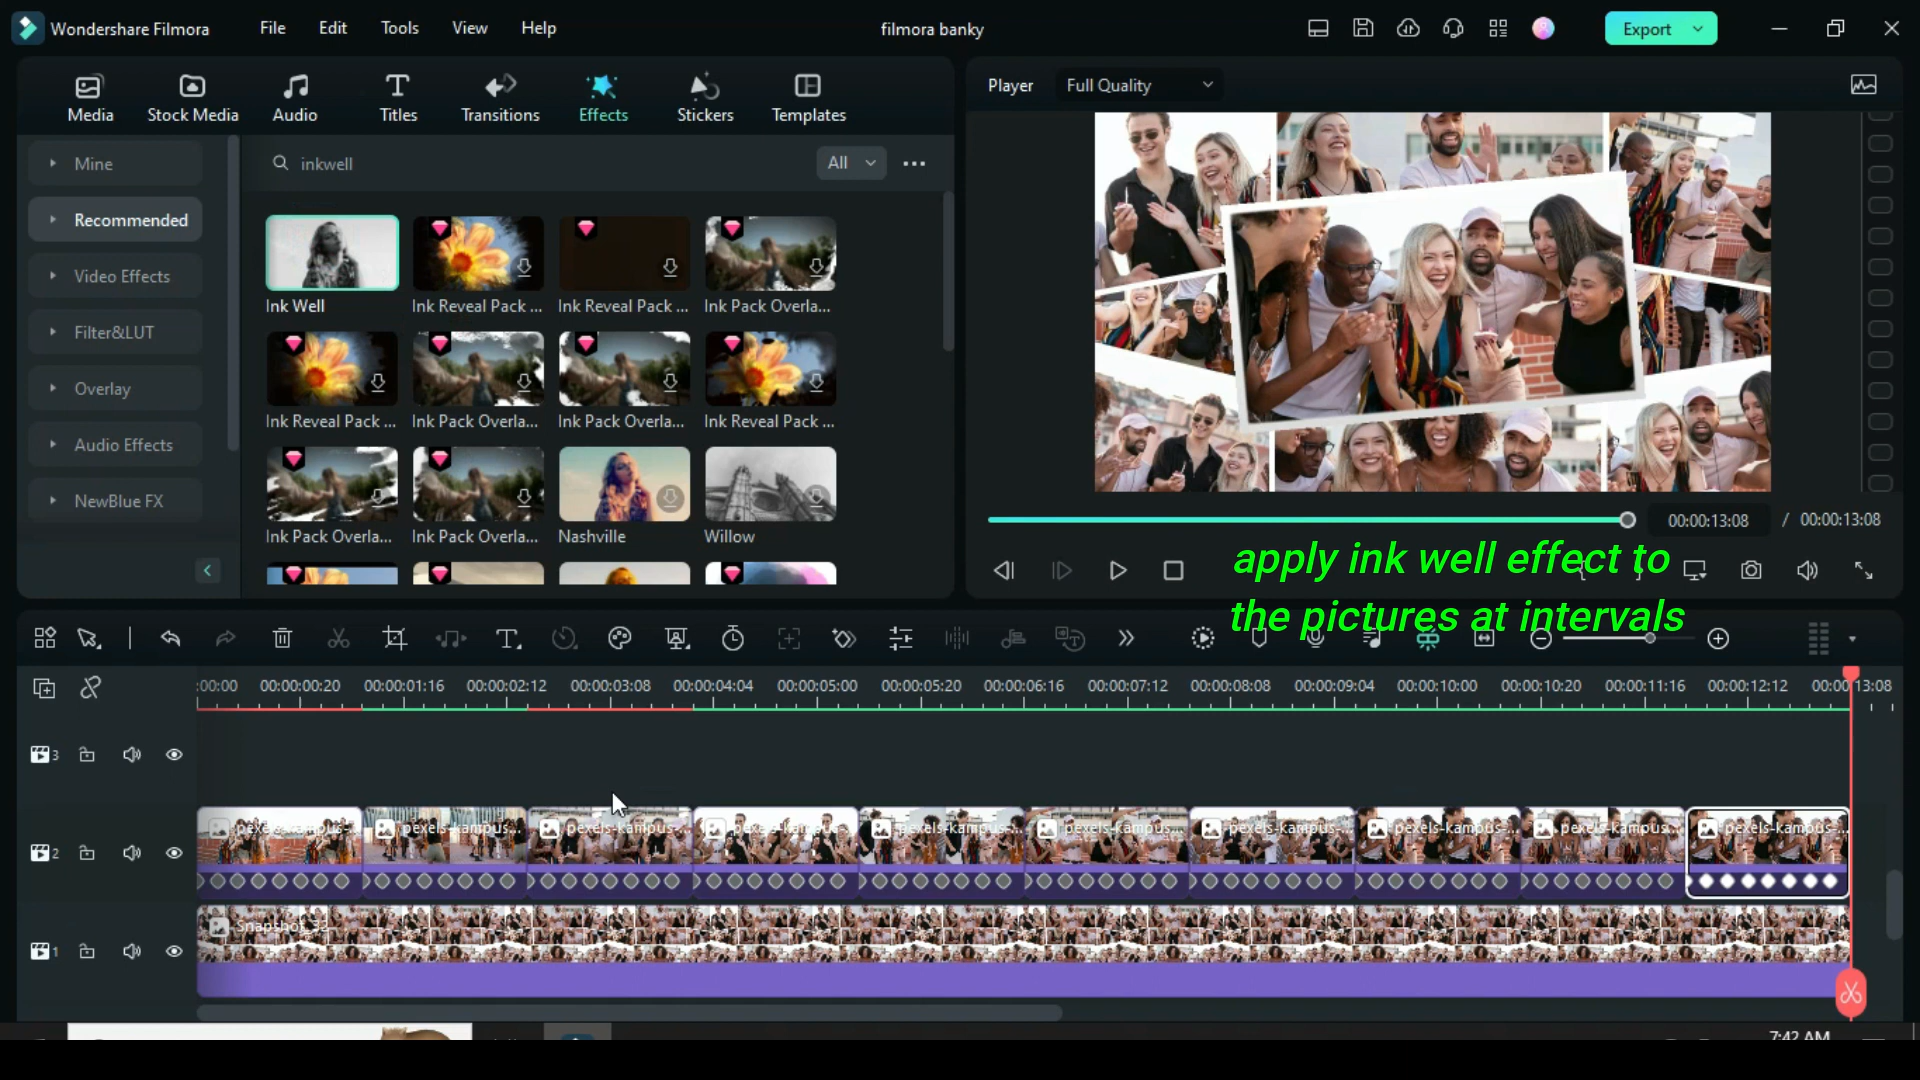 Wondershare Filmora File Edit Tools View Help filmora banky Export
Media Stock Media Audio Titles Transitions Effects Stickers Templates
Player Full Quality
Mine
inkwell All
Recommended
Video Effects
Filter&LUT
Overlay
Audio Effects
NewBlue FX
Ink Well Ink Reveal Pack ... Ink Reveal Pack ... Ink Pack Overla...
Ink Reveal Pack ... Ink Pack Overla... Ink Pack Overla... Ink Reveal Pack ...
Ink Pack Overla... Ink Pack Overla... Nashville Willow
00:00:13:08 / 00:00:13:08
apply ink well effect to
the pictures at intervals
:00:00 00:00:00:20 00:00:01:16 00:00:02:12 00:00:03:08 00:00:04:04 00:00:05:00 00:00:05:20 00:00:06:16 00:00:07:12 00:00:08:08 00:00:09:04 00:00:10:00 00:00:10:20 00:00:11:16 00:00:12:12 00:00:13:08
3
2 pexels-kampus-... pexels-kampus... pexels-kampus-... pexels-kampus-... pexels-kampus... pexels-kampus... pexels-kampus-... pexels-kampus-... pexels-kampus... pexels-kampus-...
Snapshot_32
1
7:42 AM